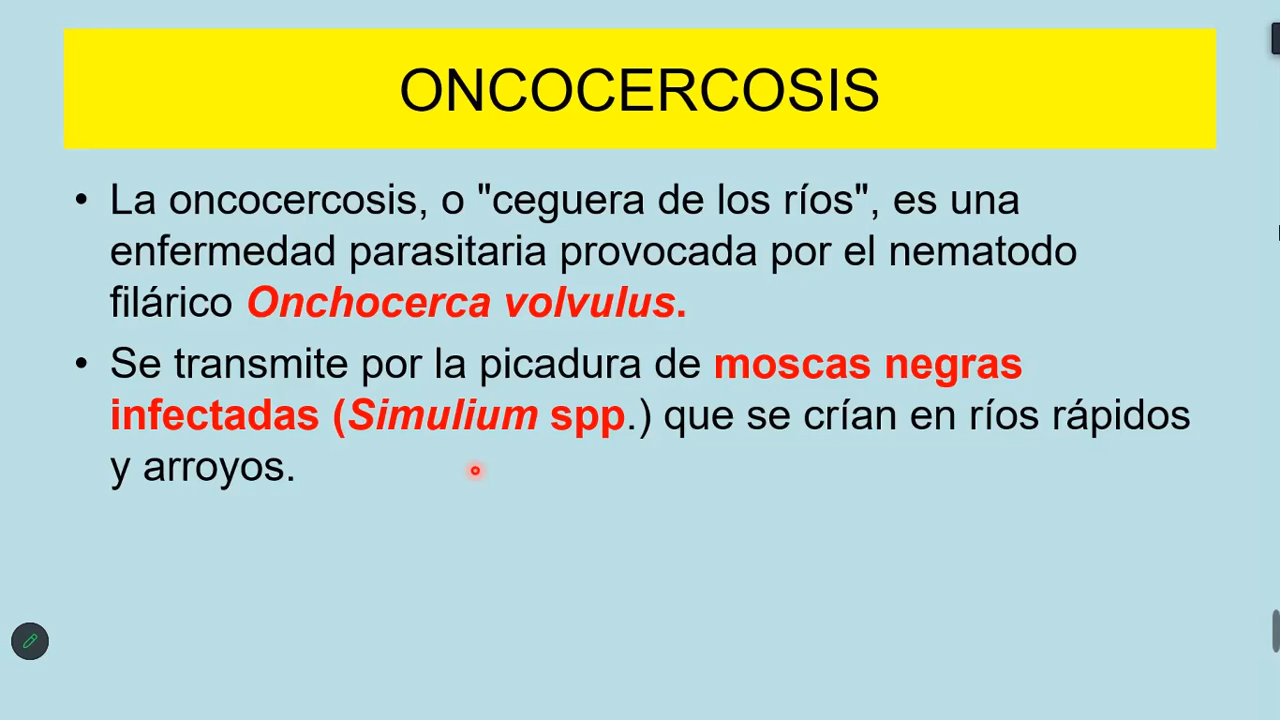 ONCOCERCOSIS
• La oncocercosis, o "ceguera de los ríos", es una
enfermedad parasitaria provocada por el nematodo
filárico Onchocerca volvulus.
• Se transmite por la picadura de moscas negras
infectadas (Simulium spp.) que se crían en ríos rápidos
y arroyos.